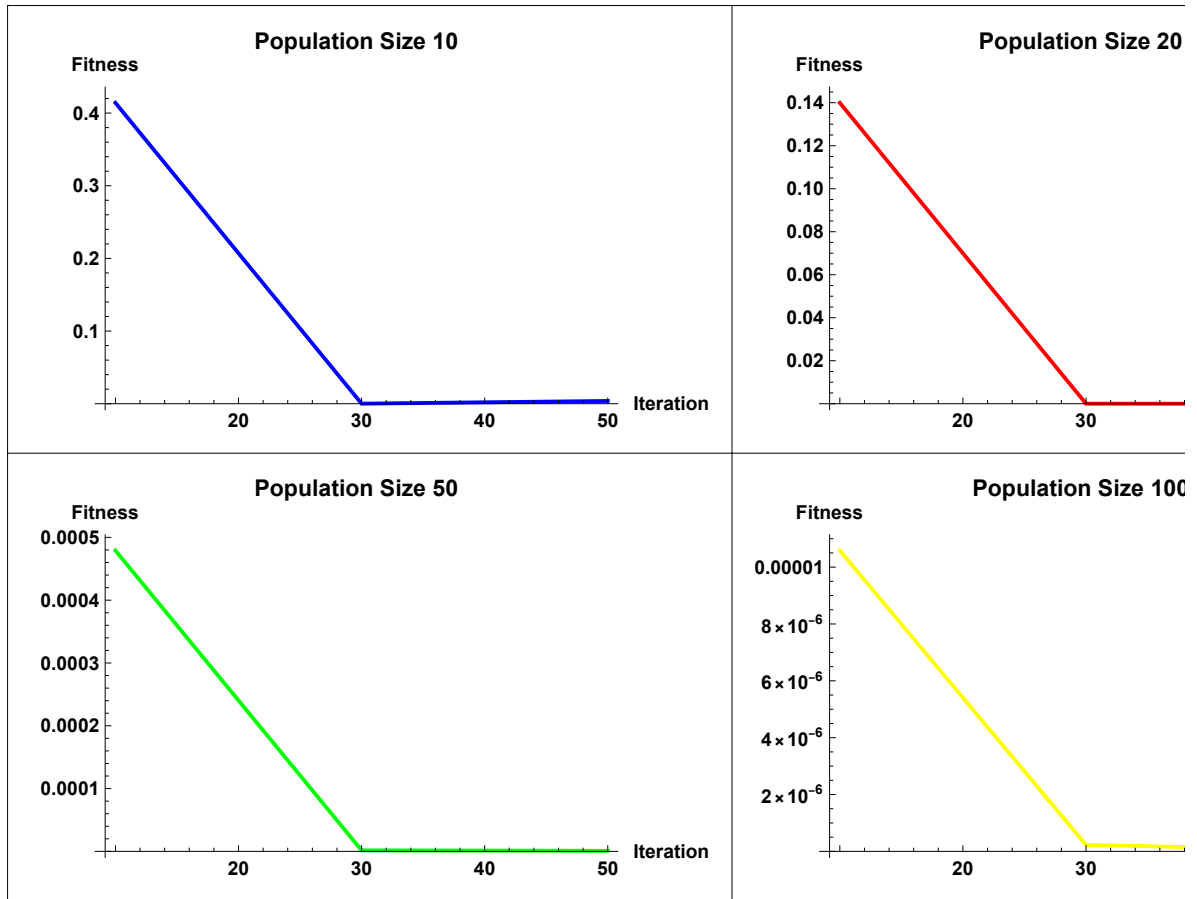 Population Size 10
Fitness
0.4
0.3
0.2
0.1
20 30 40 50 Iteration
Population Size 20
Fitness
0.14
0.12
0.10
0.08
0.06
0.04
0.02
20 30
Population Size 50
Fitness
0.0005
0.0004
0.0003
0.0002
0.0001
20 30 40 50 Iteration
Population Size 100
Fitness
0.00001
8×10⁻⁶
6×10⁻⁶
4×10⁻⁶
2×10⁻⁶
20 30